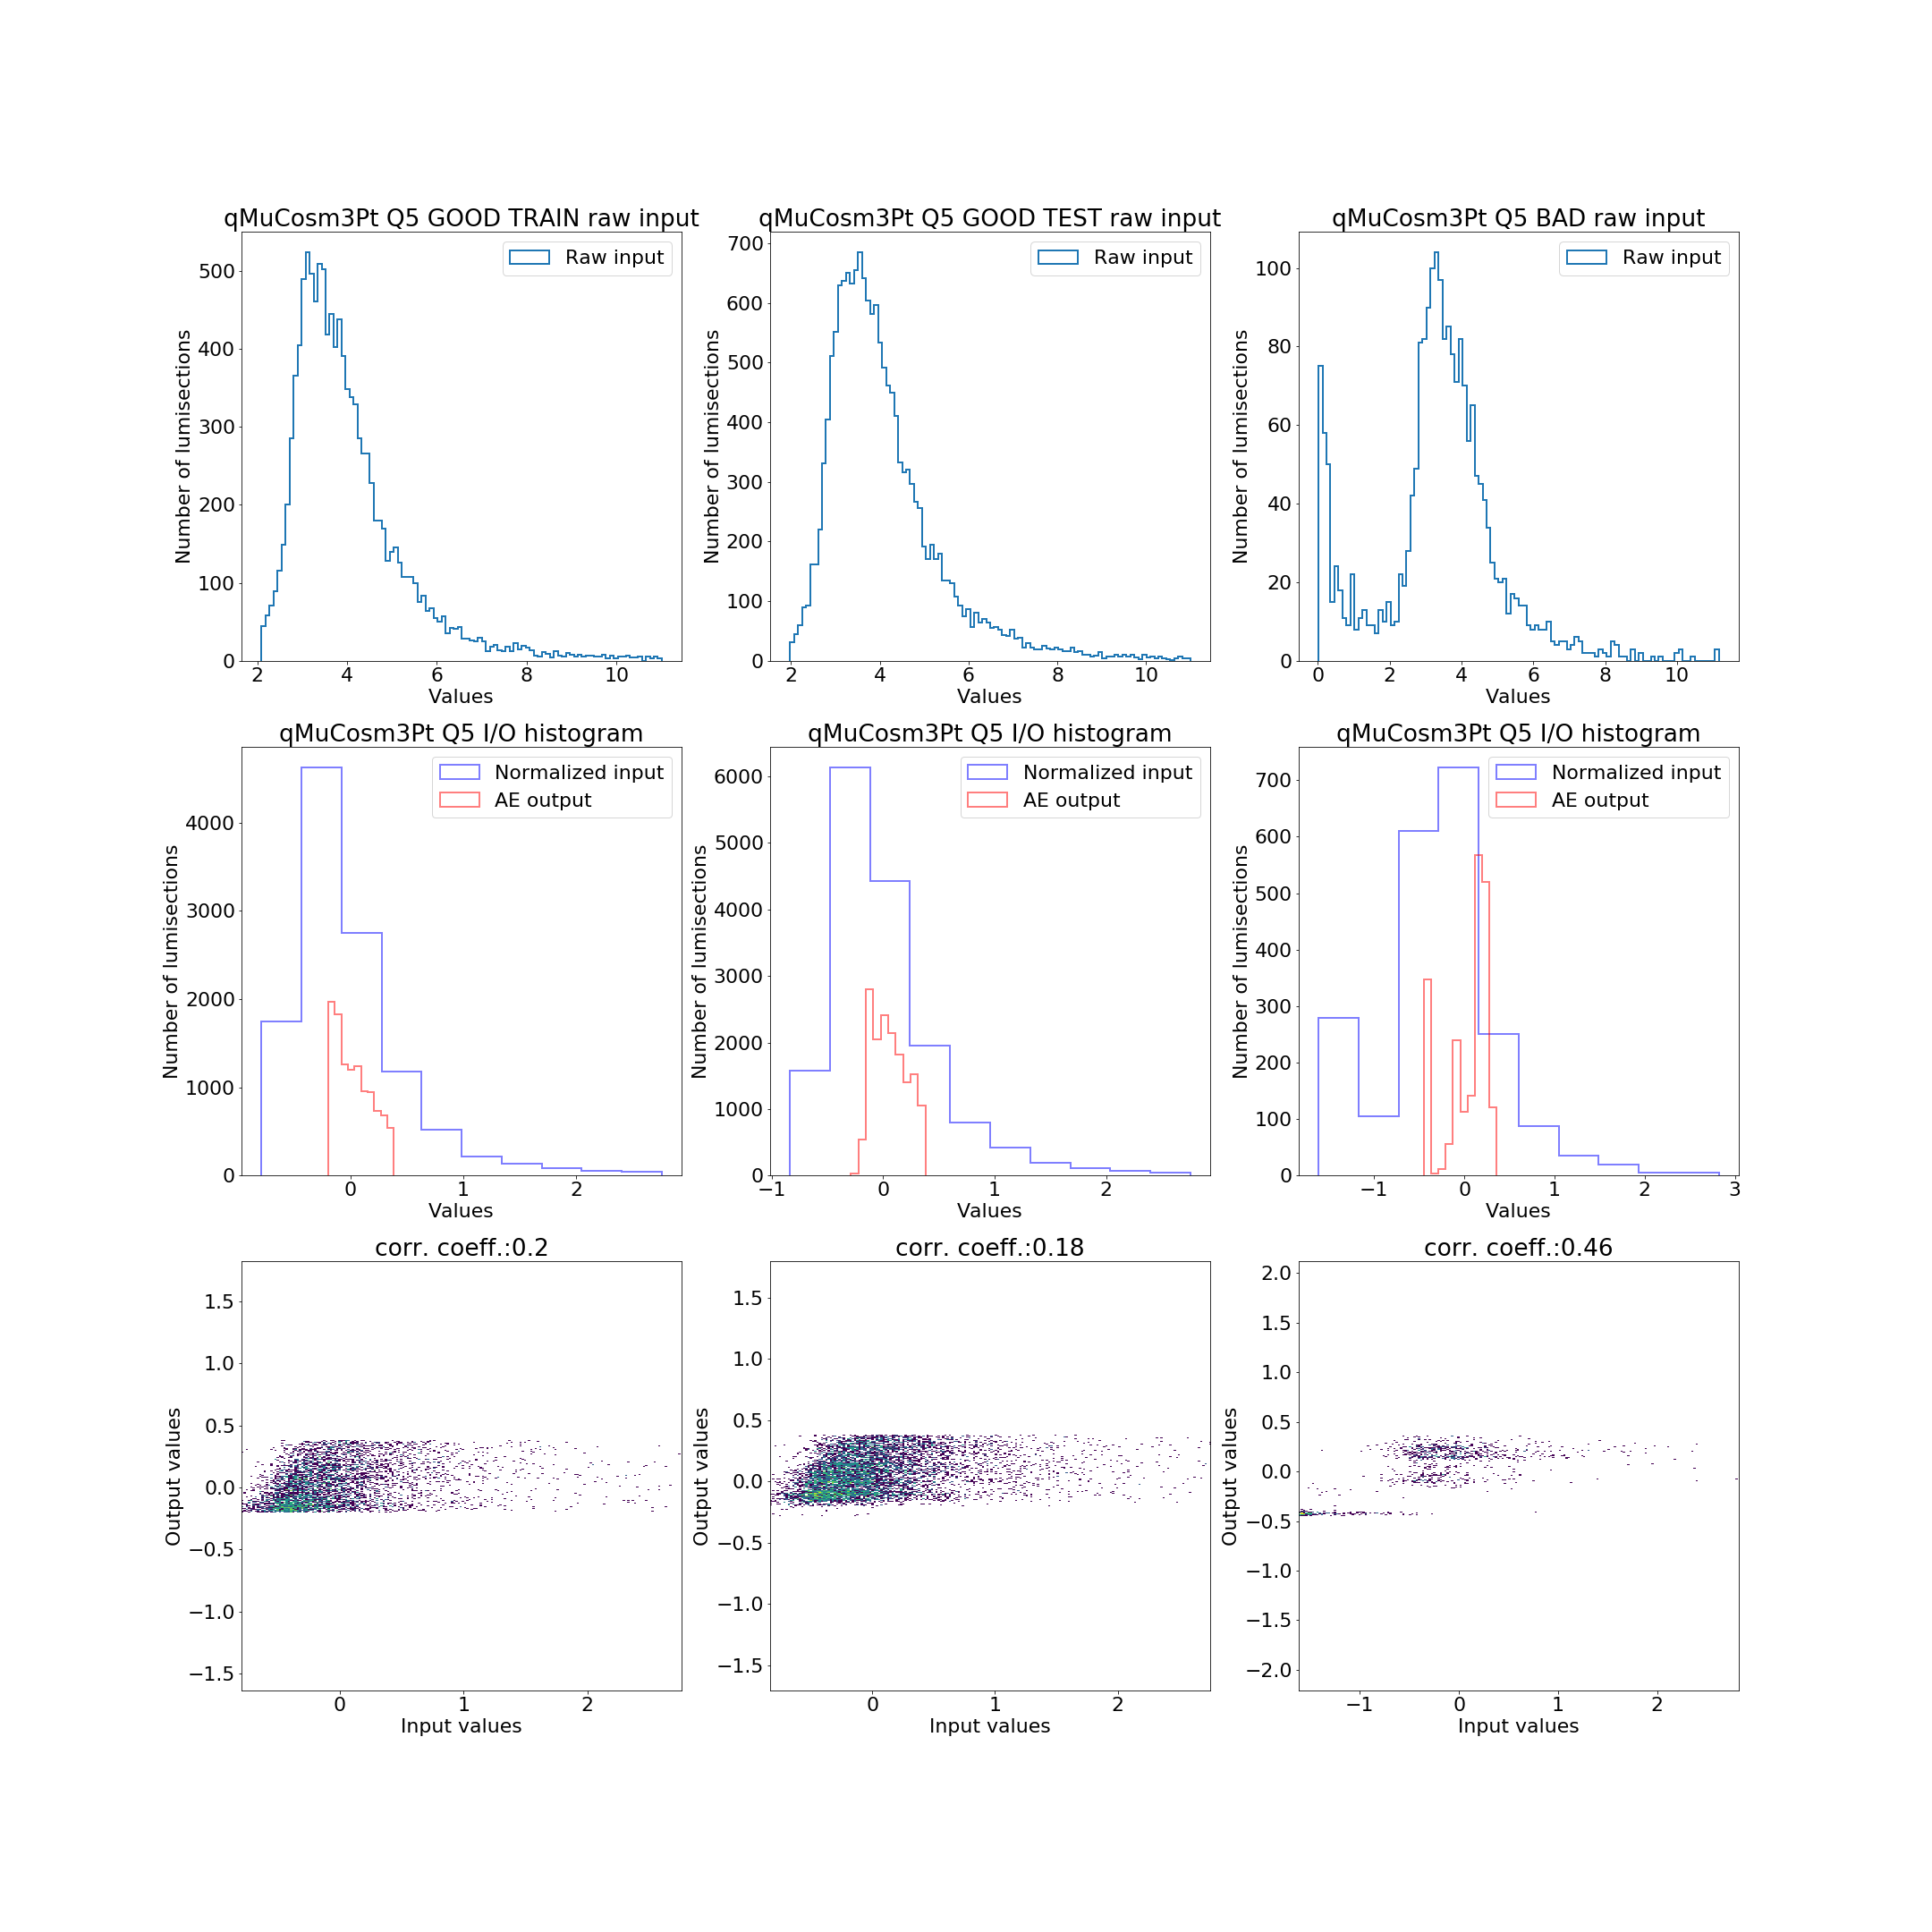 qMuCosm3Pt Q5 GOOD TRAIN raw input
Raw input
Number of lumisections
500
400
300
200
100
0
2 4 6 8 10
Values
qMuCosm3Pt Q5 GOOD TEST raw input
Raw input
Number of lumisections
700
600
500
400
300
200
100
0
2 4 6 8 10
Values
qMuCosm3Pt Q5 BAD raw input
Raw input
Number of lumisections
100
80
60
40
20
0
0 2 4 6 8 10
Values
qMuCosm3Pt Q5 I/O histogram
Normalized input
AE output
Number of lumisections
4000
3000
2000
1000
0
0 1 2
Values
qMuCosm3Pt Q5 I/O histogram
Normalized input
AE output
Number of lumisections
6000
5000
4000
3000
2000
1000
0
−1 0 1 2
Values
qMuCosm3Pt Q5 I/O histogram
Normalized input
AE output
Number of lumisections
700
600
500
400
300
200
100
0
−1 0 1 2 3
Values
corr. coeff.:0.2
Output values
1.5
1.0
0.5
0.0
−0.5
−1.0
−1.5
0 1 2
Input values
corr. coeff.:0.18
Output values
1.5
1.0
0.5
0.0
−0.5
−1.0
−1.5
0 1 2
Input values
corr. coeff.:0.46
Output values
2.0
1.5
1.0
0.5
0.0
−0.5
−1.0
−1.5
−2.0
−1 0 1 2
Input values